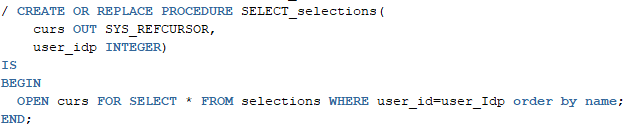 / CREATE OR REPLACE PROCEDURE SELECT_selections(
curs OUT SYS_REFCURSOR,
user_idp INTEGER)
IS
BEGIN
OPEN curs FOR SELECT * FROM selections WHERE user_id=user_Idp order by name;
END;